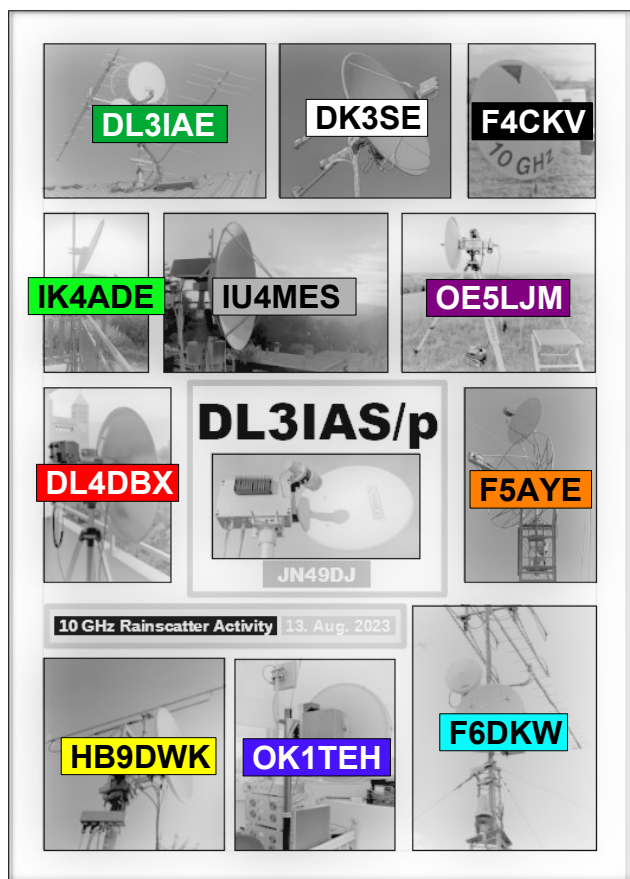 DL3IAE
DK3SE
F4CKV
10 GHZ
IK4ADE
IU4MES
OE5LJM
DL3IAS/p
DL4DBX
F5AYE
JN49DJ
10 GHz Rainscatter Activity 13. Aug. 2023
HB9DWK
OK1TEH
F6DKW